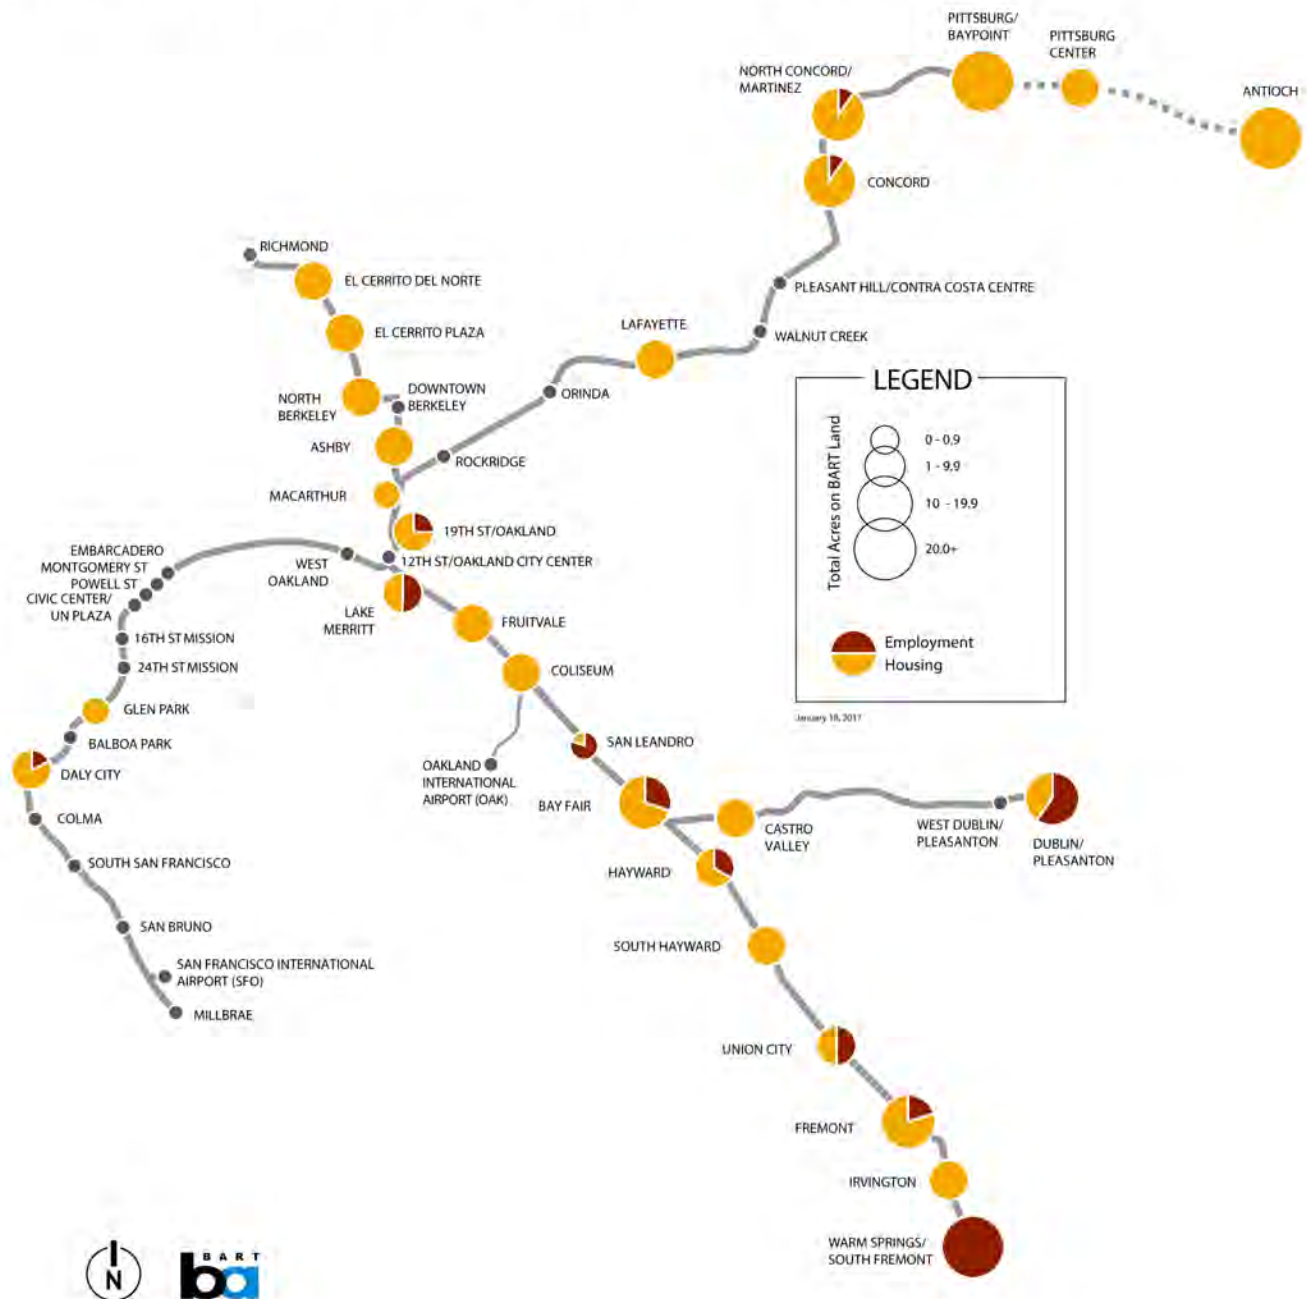 PITTSBURG/
BAYPOINT
PITTSBURG
CENTER
NORTH CONCORD/
MARTINEZ
ANTIOCH
CONCORD
RICHMOND
EL CERRITO DEL NORTE
PLEASANT HILL/CONTRA COSTA CENTRE
EL CERRITO PLAZA
LAFAYETTE
WALNUT CREEK
NORTH
BERKELEY
DOWNTOWN
BERKELEY
ORINDA
ASHBY
ROCKRIDGE
MACARTHUR
19TH ST/OAKLAND
12TH ST/OAKLAND CITY CENTER
EMBARCADERO
MONTGOMERY ST
POWELL ST
CIVIC CENTER/
UN PLAZA
WEST
OAKLAND
LAKE
MERRITT
FRUITVALE
16TH ST MISSION
24TH ST MISSION
COLISEUM
GLEN PARK
BALBOA PARK
DALY CITY
SAN LEANDRO
OAKLAND
INTERNATIONAL
AIRPORT (OAK)
BAY FAIR
COLMA
CASTRO
VALLEY
WEST DUBLIN/
PLEASANTON
DUBLIN/
PLEASANTON
SOUTH SAN FRANCISCO
HAYWARD
SAN BRUNO
SOUTH HAYWARD
SAN FRANCISCO INTERNATIONAL
AIRPORT (SFO)
MILLBRAE
UNION CITY
FREMONT
IRVINGTON
WARM SPRINGS/
SOUTH FREMONT
LEGEND
Total Acres on BART Land
0 - 0.9
1 - 9.9
10 - 19.9
20.0+
Employment
Housing
January 18, 2017
N
BART
ba